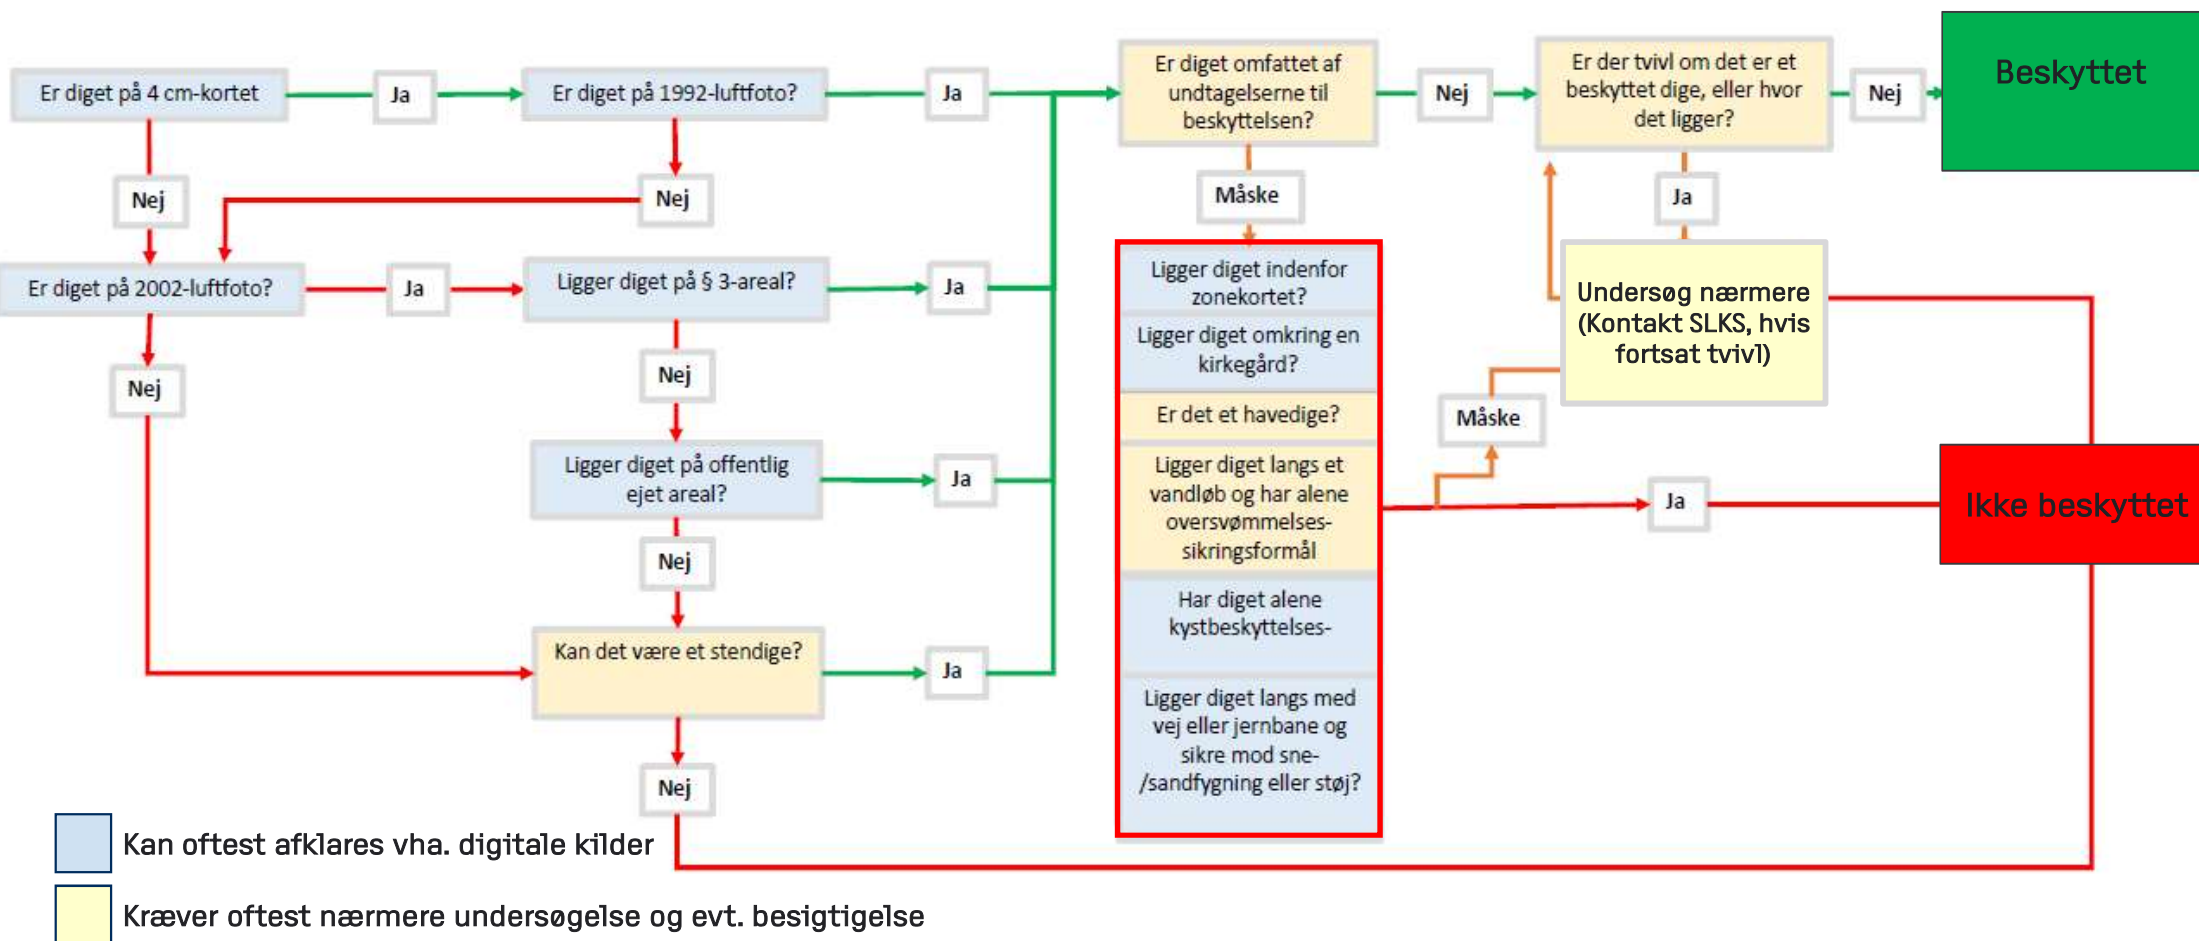 Er diget på 4 cm-kortet
Ja
Er diget på 1992-luftfoto?
Ja
Er diget omfattet af
undtagelserne til
beskyttelsen?
Nej
Er der tvivl om det er et
beskyttet dige, eller hvor
det ligger?
Nej
Beskyttet
Nej
Nej
Måske
Ja
Er diget på 2002-luftfoto?
Ja
Ligger diget på § 3-areal?
Ja
Ligger diget indenfor
zonekortet?
Ligger diget omkring en
kirkegård?
Er det et havedige?
Ligger diget langs et
vandløb og har alene
oversvømmelses-
sikringsformål
Har diget alene
kystbeskyttelses-
Ligger diget langs med
vej eller jernbane og
sikre mod sne-
/sandfygning eller støj?
Undersøg nærmere
(Kontakt SLKS, hvis
fortsat tvivl)
Måske
Ja
Ikke beskyttet
Nej
Nej
Ligger diget på offentlig
ejet areal?
Ja
Nej
Kan det være et stendige?
Ja
Nej
Kan oftest afklares vha. digitale kilder
Kræver oftest nærmere undersøgelse og evt. besigtigelse